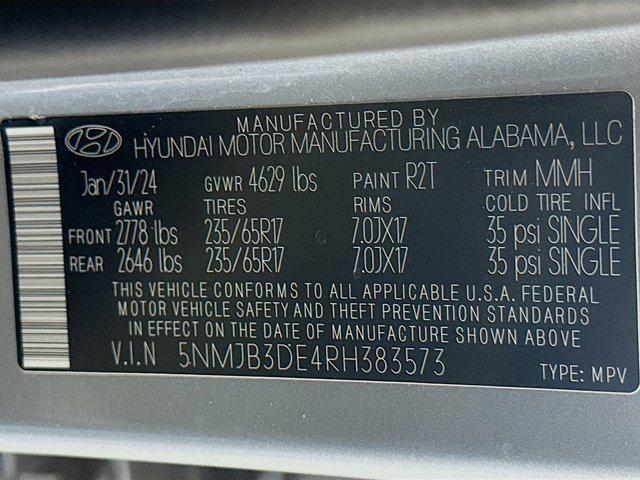 MANUFACTURED BY
HYUNDAI MOTOR MANUFACTURING ALABAMA, LLC
Jan/31/24 GVWR 4629 lbs PAINT R2T TRIM MMH
GAWR TIRES RIMS COLD TIRE INFL
FRONT 2778 lbs 235/65R17 7.0JX17 35 psi SINGLE
REAR 2646 lbs 235/65R17 7.0JX17 35 psi SINGLE
THIS VEHICLE CONFORMS TO ALL APPLICABLE U.S.A. FEDERAL
MOTOR VEHICLE SAFETY AND THEFT PREVENTION STANDARDS
IN EFFECT ON THE DATE OF MANUFACTURE SHOWN ABOVE
V.I.N 5NMJB3DE4RH383573
TYPE: MPV